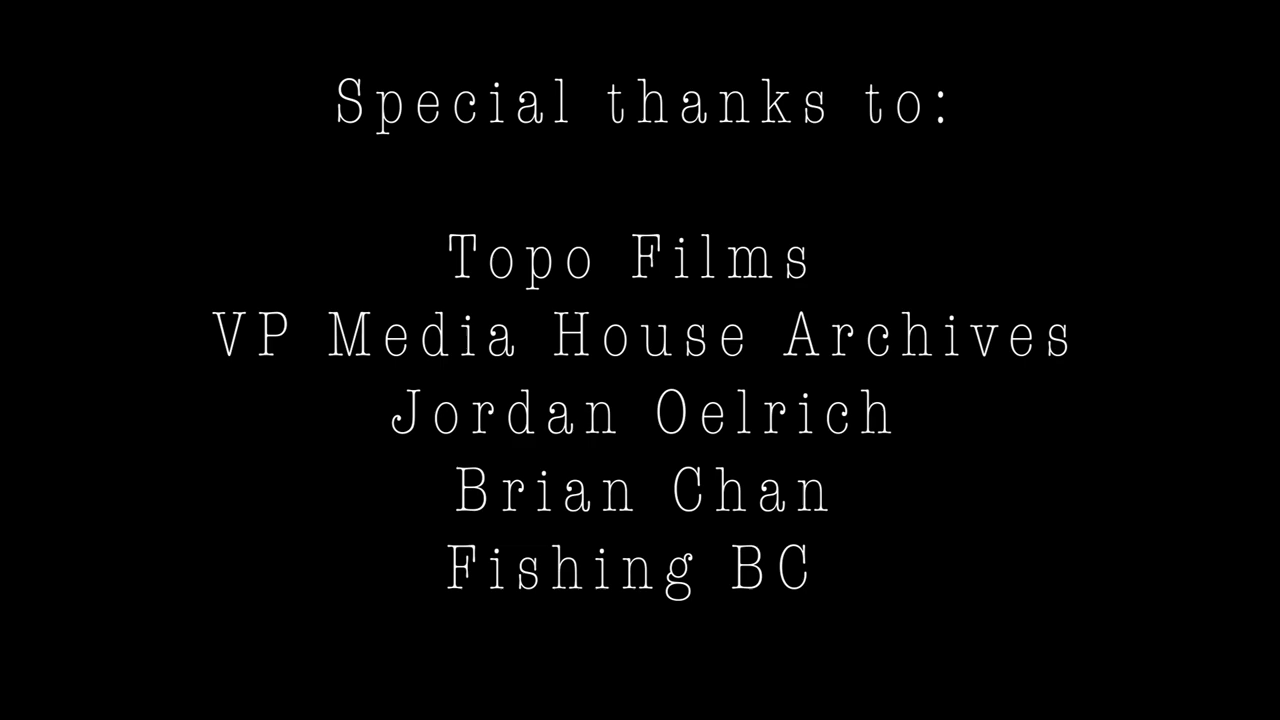 Special thanks to:
Topo Films
VP Media House Archives
Jordan Oelrich
Brian Chan
Fishing BC